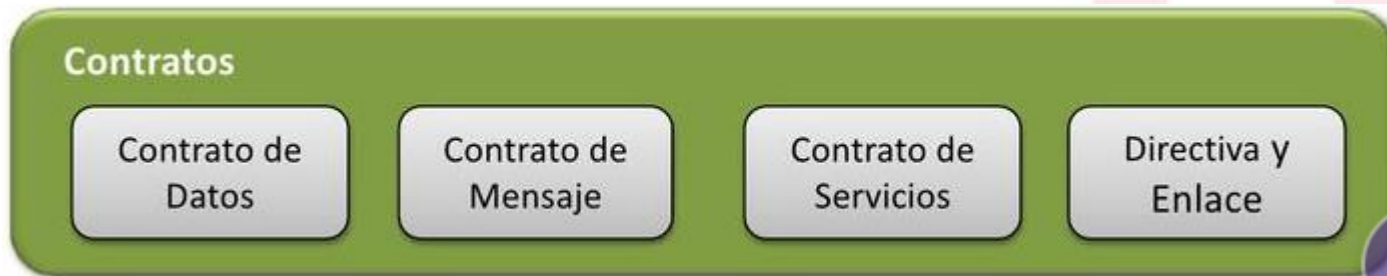 Contratos
Contrato de
Datos
Contrato de
Mensaje
Contrato de
Servicios
Directiva y
Enlace